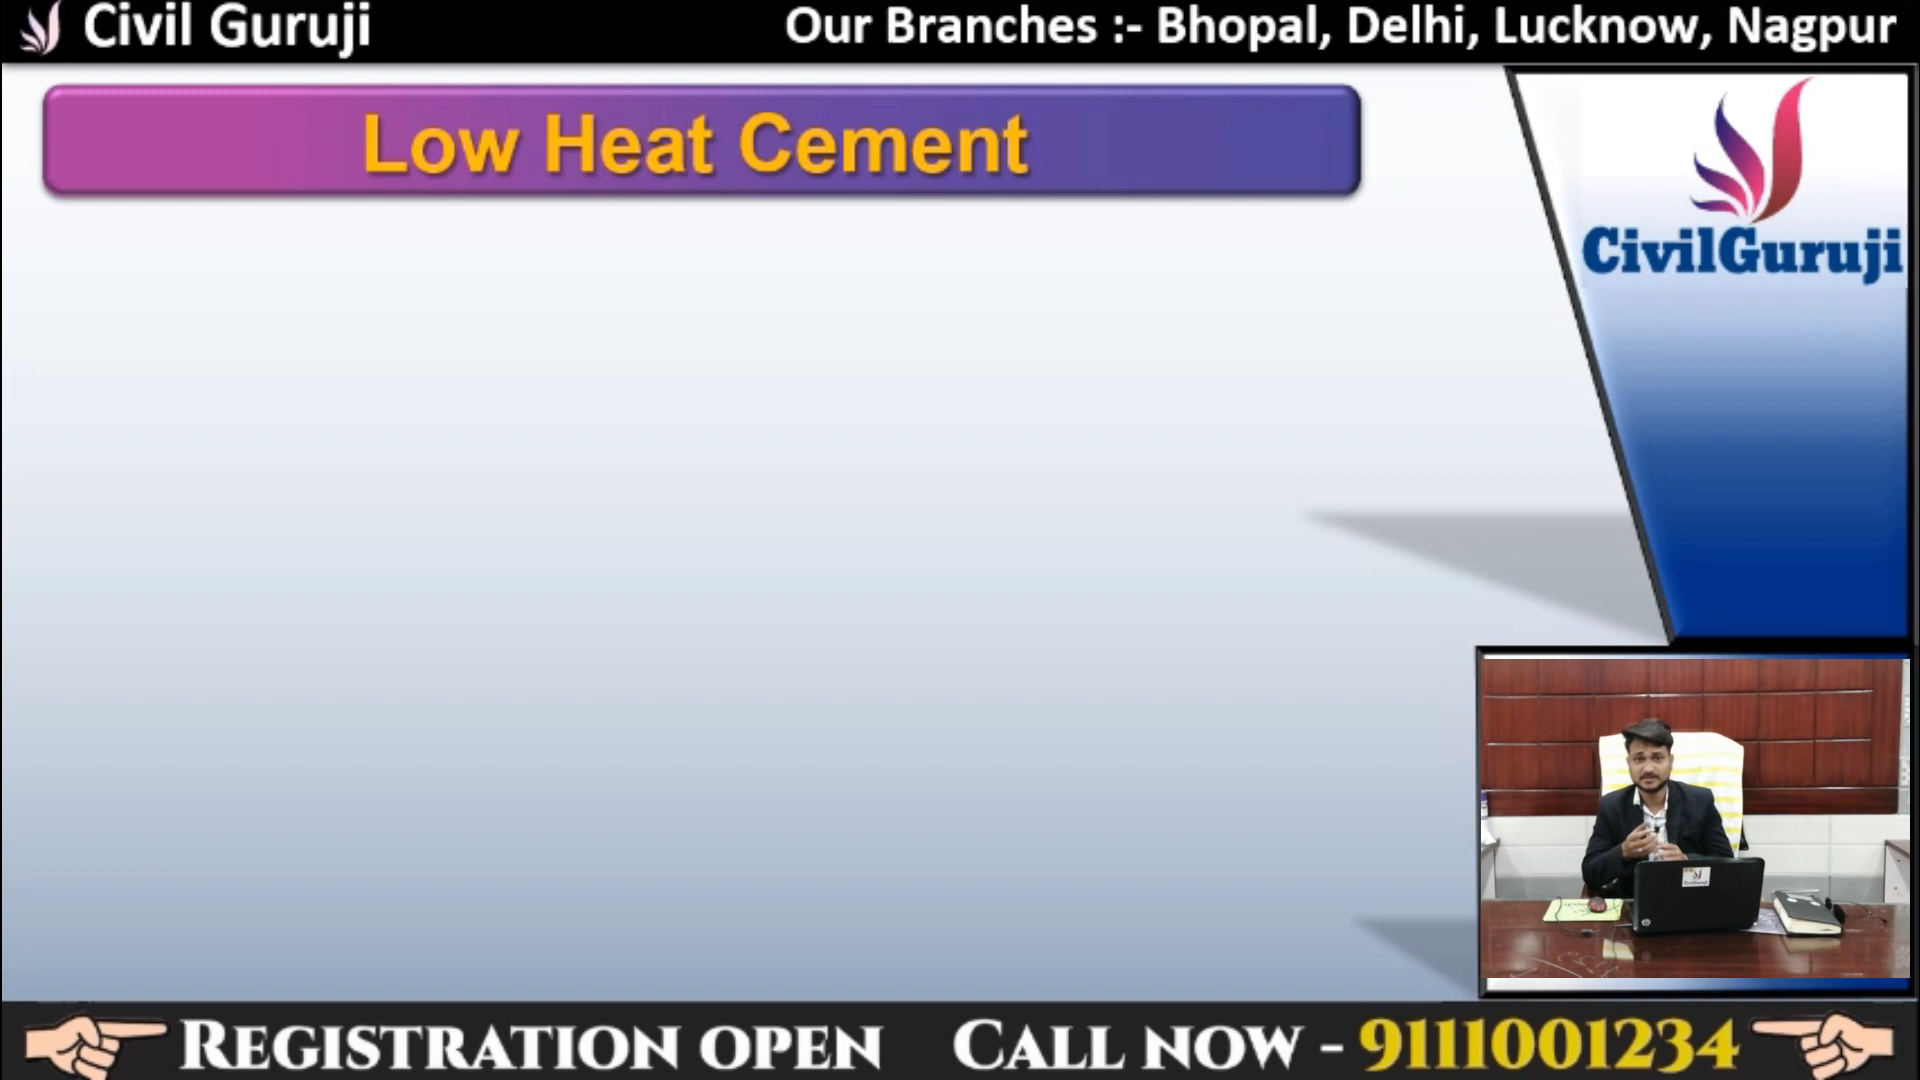 Civil Guruji
Our Branches :- Bhopal, Delhi, Lucknow, Nagpur
Low Heat Cement
CivilGuruji
REGISTRATION OPEN CALL NOW - 9111001234